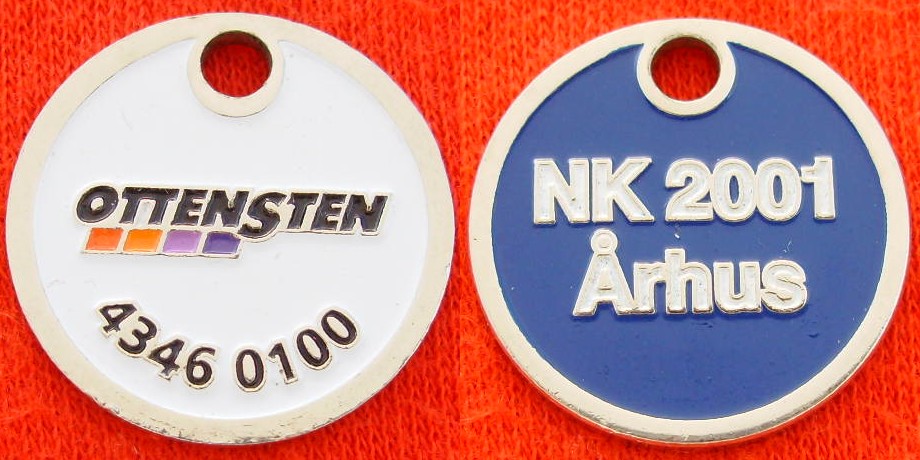 OTTENSTEN
4346 0100
NK 2001
Århus